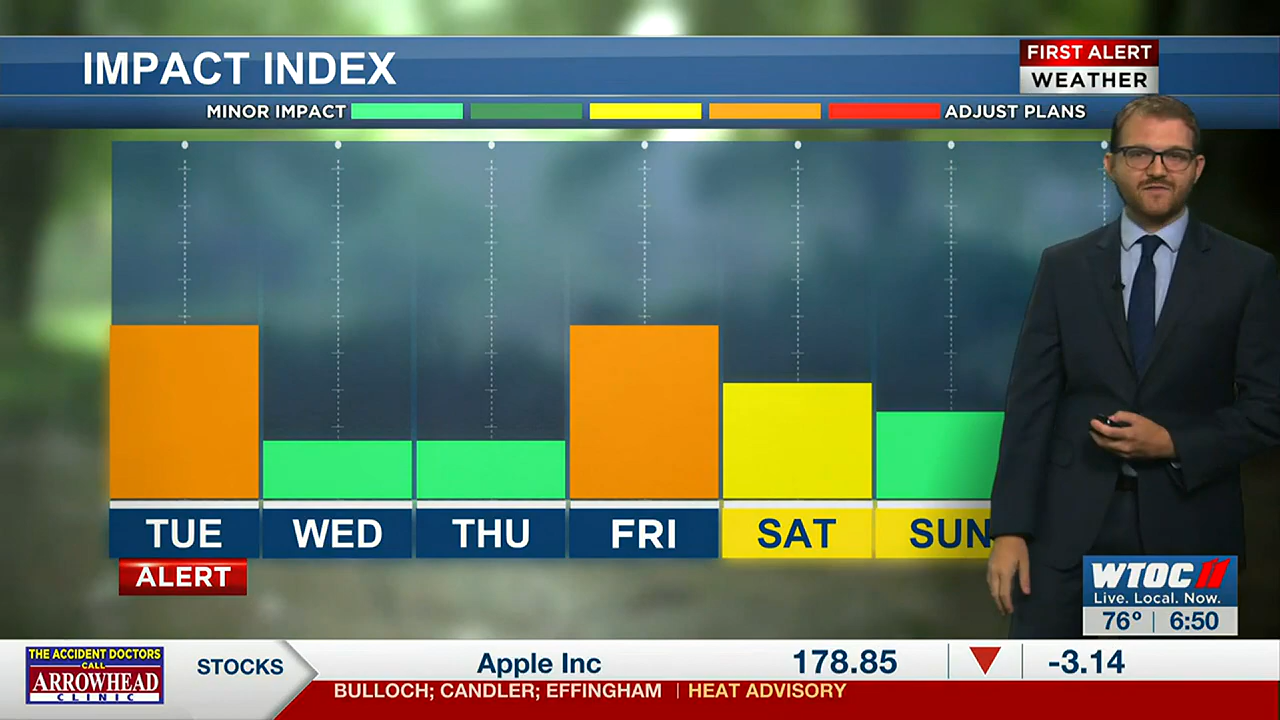 IMPACT INDEX
FIRST ALERT
WEATHER
MINOR IMPACT
ADJUST PLANS
TUE WED THU FRI SAT SUN
ALERT
WTOC 11
Live. Local. Now.
76° 6:50
THE ACCIDENT DOCTORS
CALL
ARROWHEAD
CLINIC
STOCKS Apple Inc 178.85 -3.14
BULLOCH; CANDLER; EFFINGHAM HEAT ADVISORY